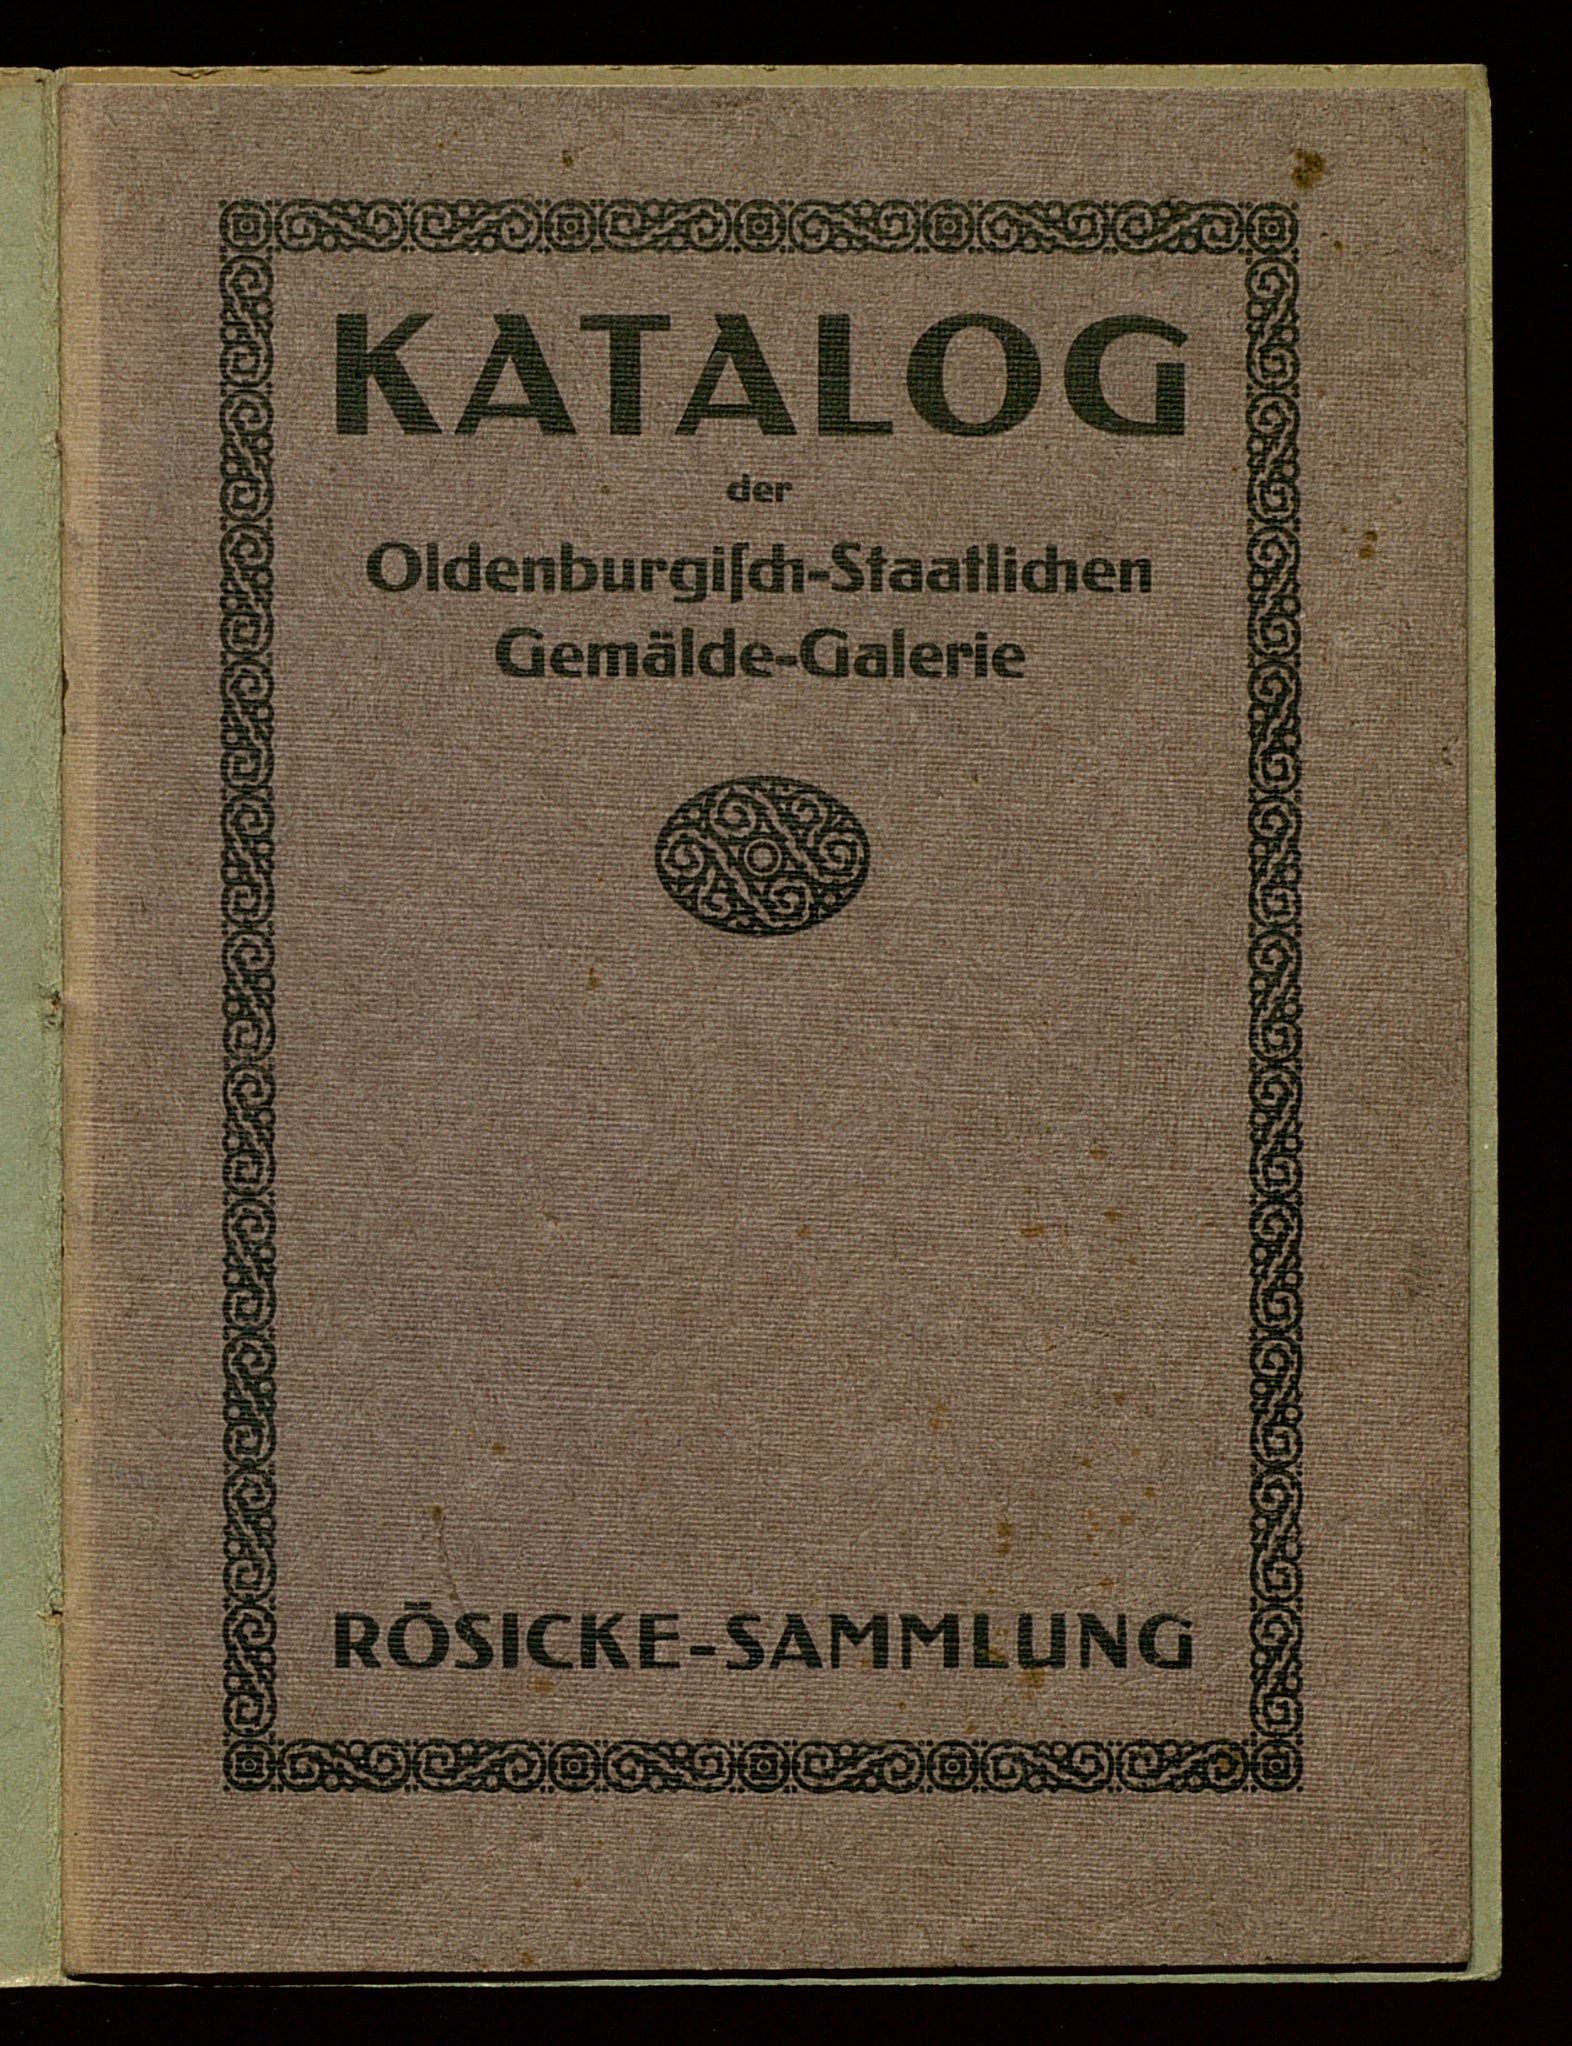 KATALOG
der
Oldenburgiſch-Staatlichen
Gemälde-Galerie
RÖSICKE-SAMMLUNG